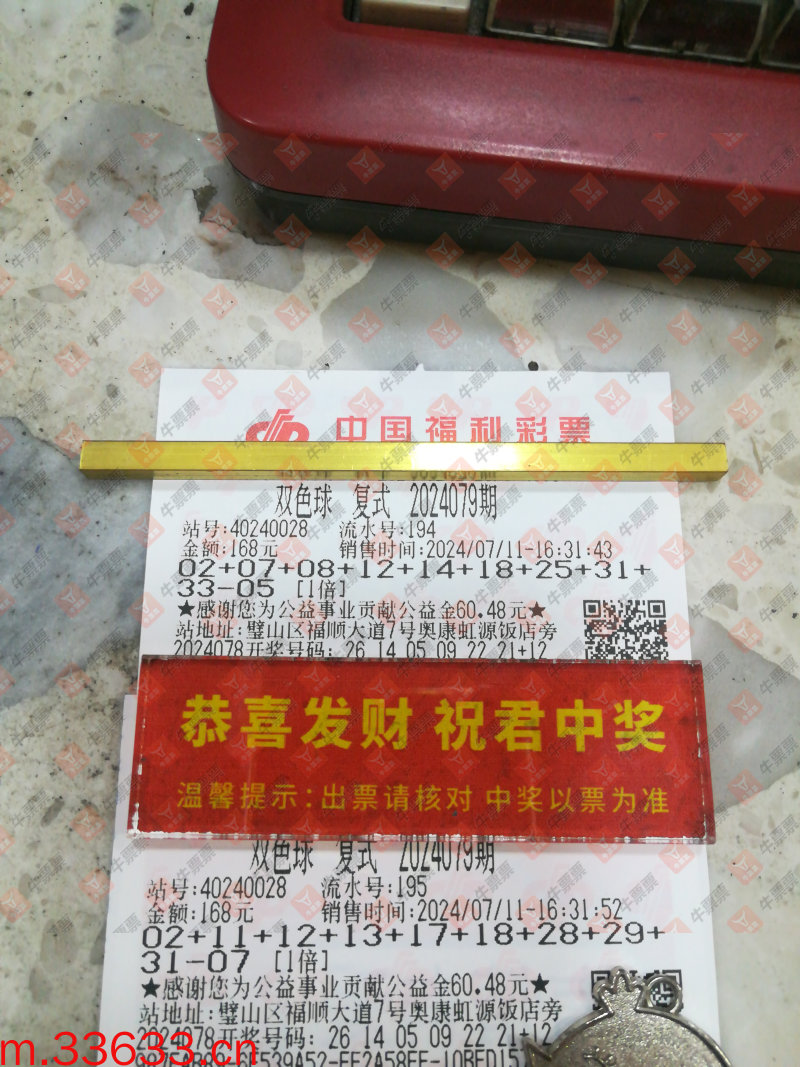 中国福利彩票
双色球 复式 2024079期
站号:40240028 流水号:194
金额:168元 销售时间:2024/07/11-16:31:43
02+07+08+12+14+18+25+31+
33-05 [1倍]
★感谢您为公益事业贡献公益金60.48元★
站地址:璧山区福顺大道7号奥康虹源饭店旁
2024078开奖号码: 26 14 05 09 22 21+12
恭喜发财 祝君中奖
温馨提示:出票请核对 中奖以票为准
双色球 复式 2024079期
站号:40240028 流水号:195
金额:168元 销售时间:2024/07/11-16:31:52
02+11+12+13+17+18+28+29+
31-07 [1倍]
★感谢您为公益事业贡献公益金60.48元★
站地址:璧山区福顺大道7号奥康虹源饭店旁
2024078开奖号码: 26 14 05 09 22 21+12
m.33633.cn
牛票票